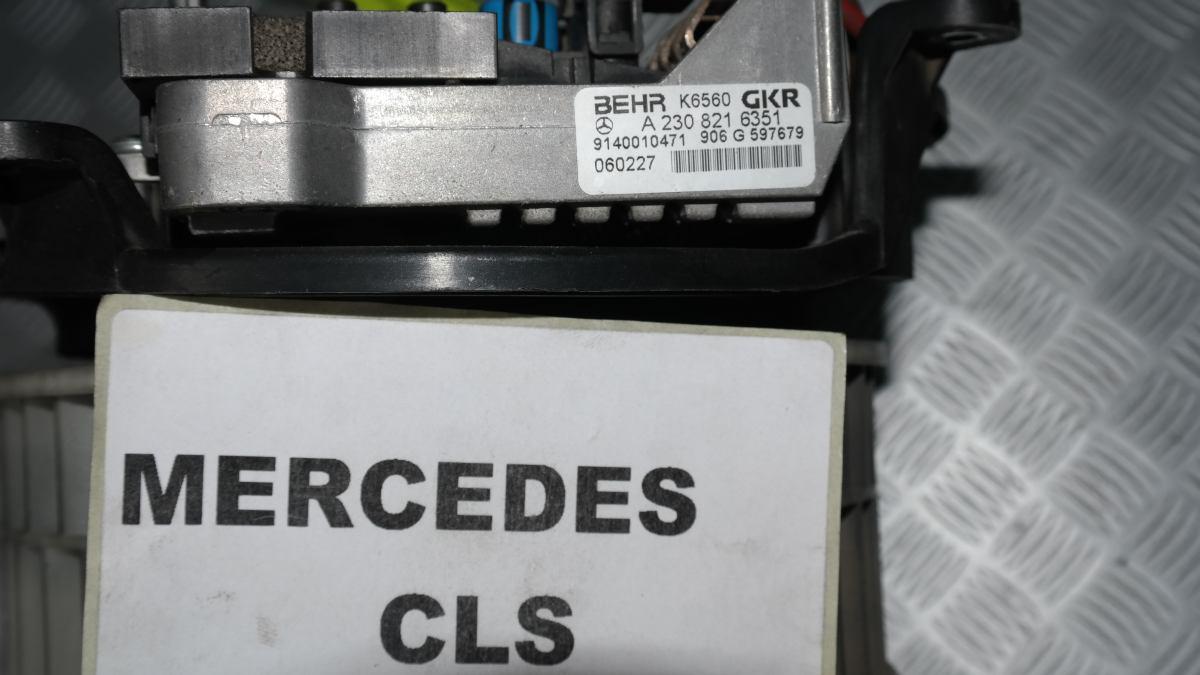 BEHR K6560 GKR
A 230 821 6351
9140010471 906 G 597679
060227
MERCEDES
CLS